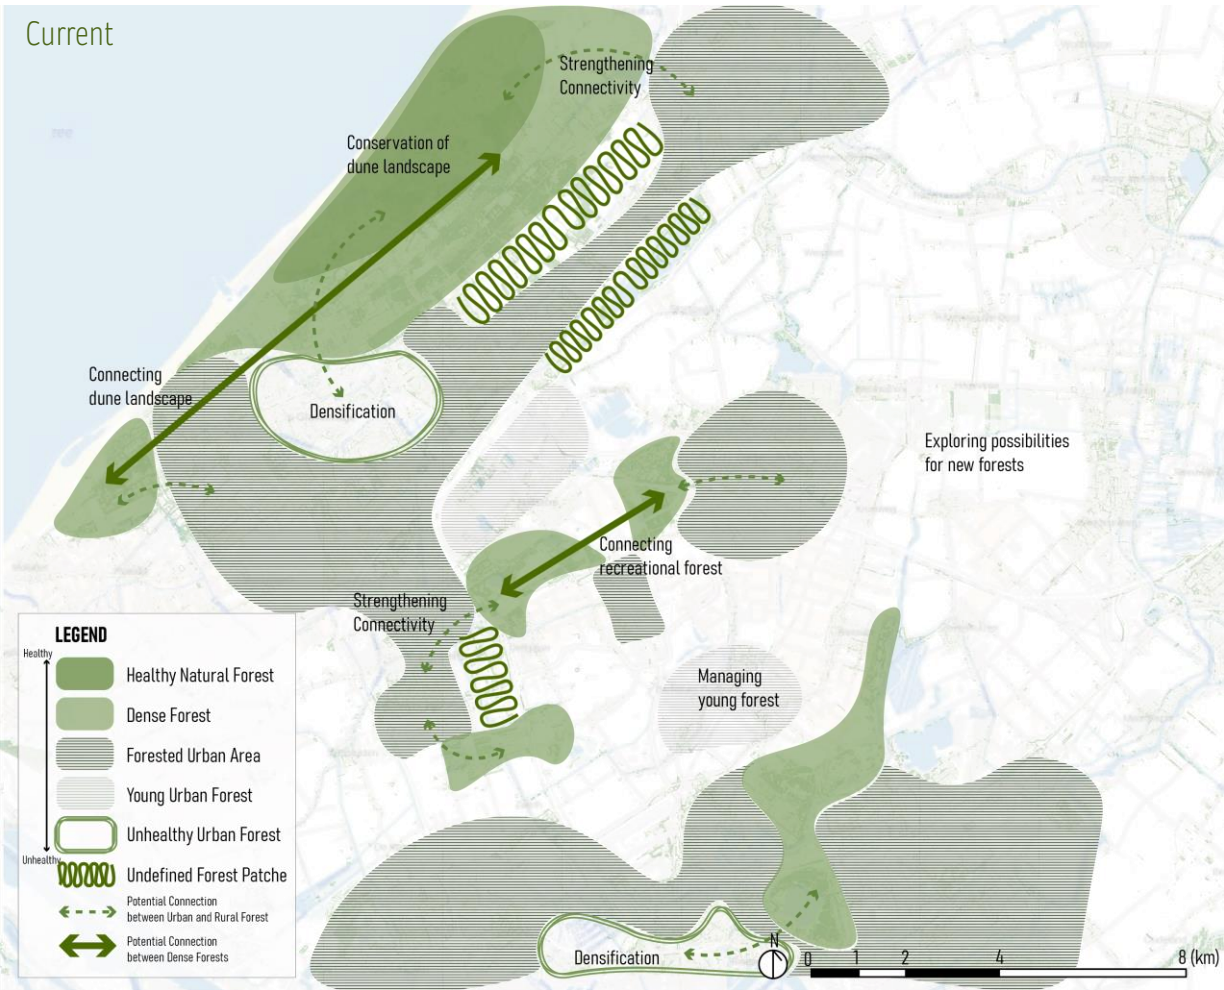 Current
Strengthening
Connectivity
Conservation of
dune landscape
Connecting
dune landscape
Densification
Exploring possibilities
for new forests
Connecting
recreational forest
Strengthening
Connectivity
Managing
young forest
Densification
LEGEND
Healthy
Healthy Natural Forest
Dense Forest
Forested Urban Area
Young Urban Forest
Unhealthy Urban Forest
Unhealthy
Undefined Forest Patche
Potential Connection
between Urban and Rural Forest
Potential Connection
between Dense Forests
N
0 1 2 4 8 (km)